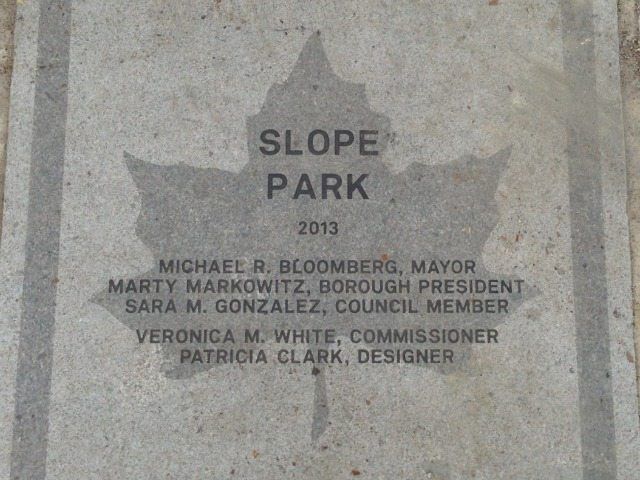 SLOPE
PARK
2013
MICHAEL R. BLOOMBERG, MAYOR
MARTY MARKOWITZ, BOROUGH PRESIDENT
SARA M. GONZALEZ, COUNCIL MEMBER
VERONICA M. WHITE, COMMISSIONER
PATRICIA CLARK, DESIGNER